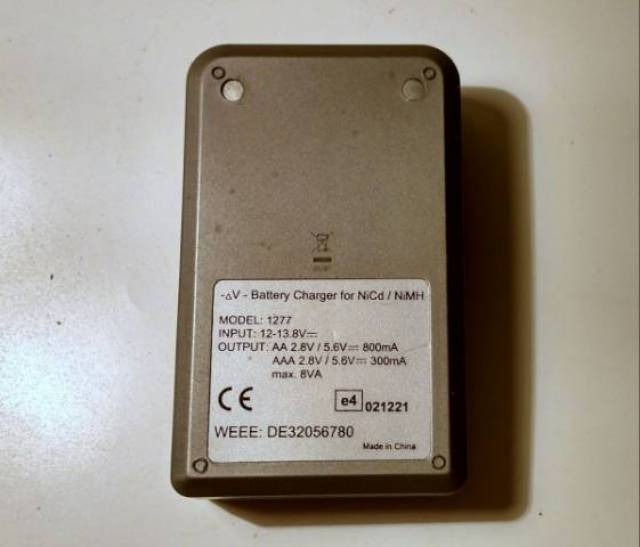 -△V - Battery Charger for NiCd / NiMH
MODEL: 1277
INPUT: 12-13.8V⎓
OUTPUT: AA 2.8V / 5.6V⎓ 800mA
AAA 2.8V / 5.6V⎓ 300mA
max. 8VA
CE e4 021221
WEEE: DE32056780
Made in China